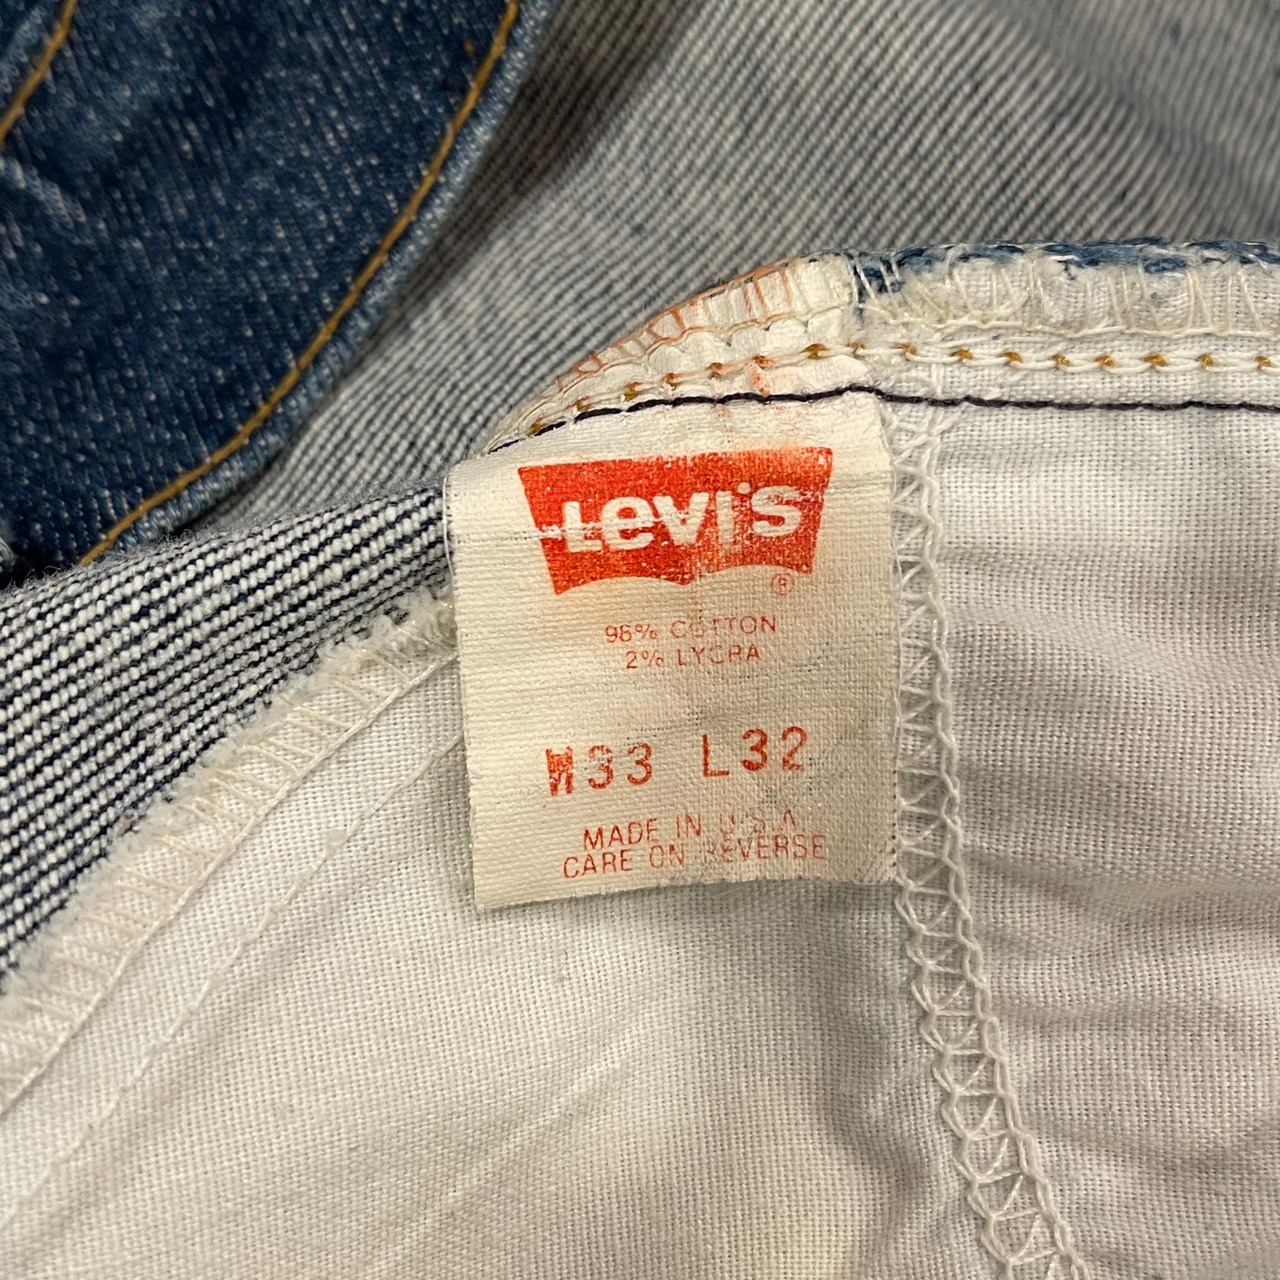 Levi's
®
98% COTTON
2% LYCRA
W33 L32
MADE IN U.S.A.
CARE ON REVERSE